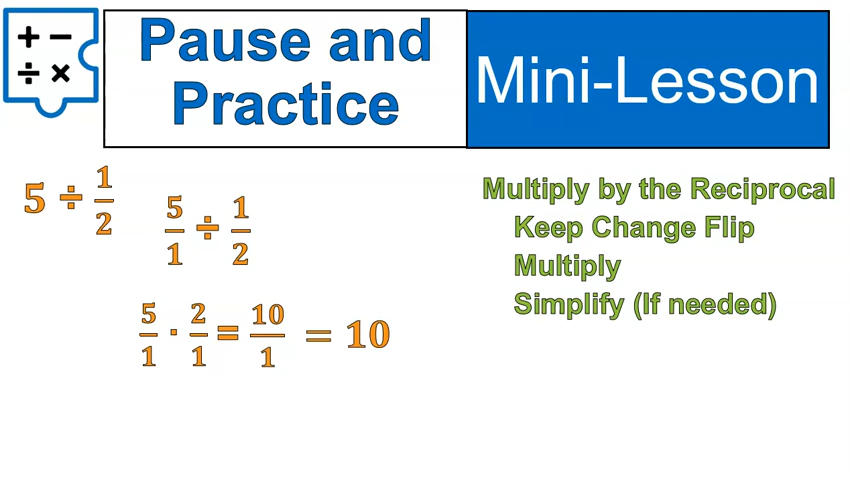 + −
÷ ×
Pause and
Practice
Mini-Lesson
5 ÷ 1/2
5/1 ÷ 1/2
5/1 · 2/1 = 10/1 = 10
Multiply by the Reciprocal
Keep Change Flip
Multiply
Simplify (If needed)